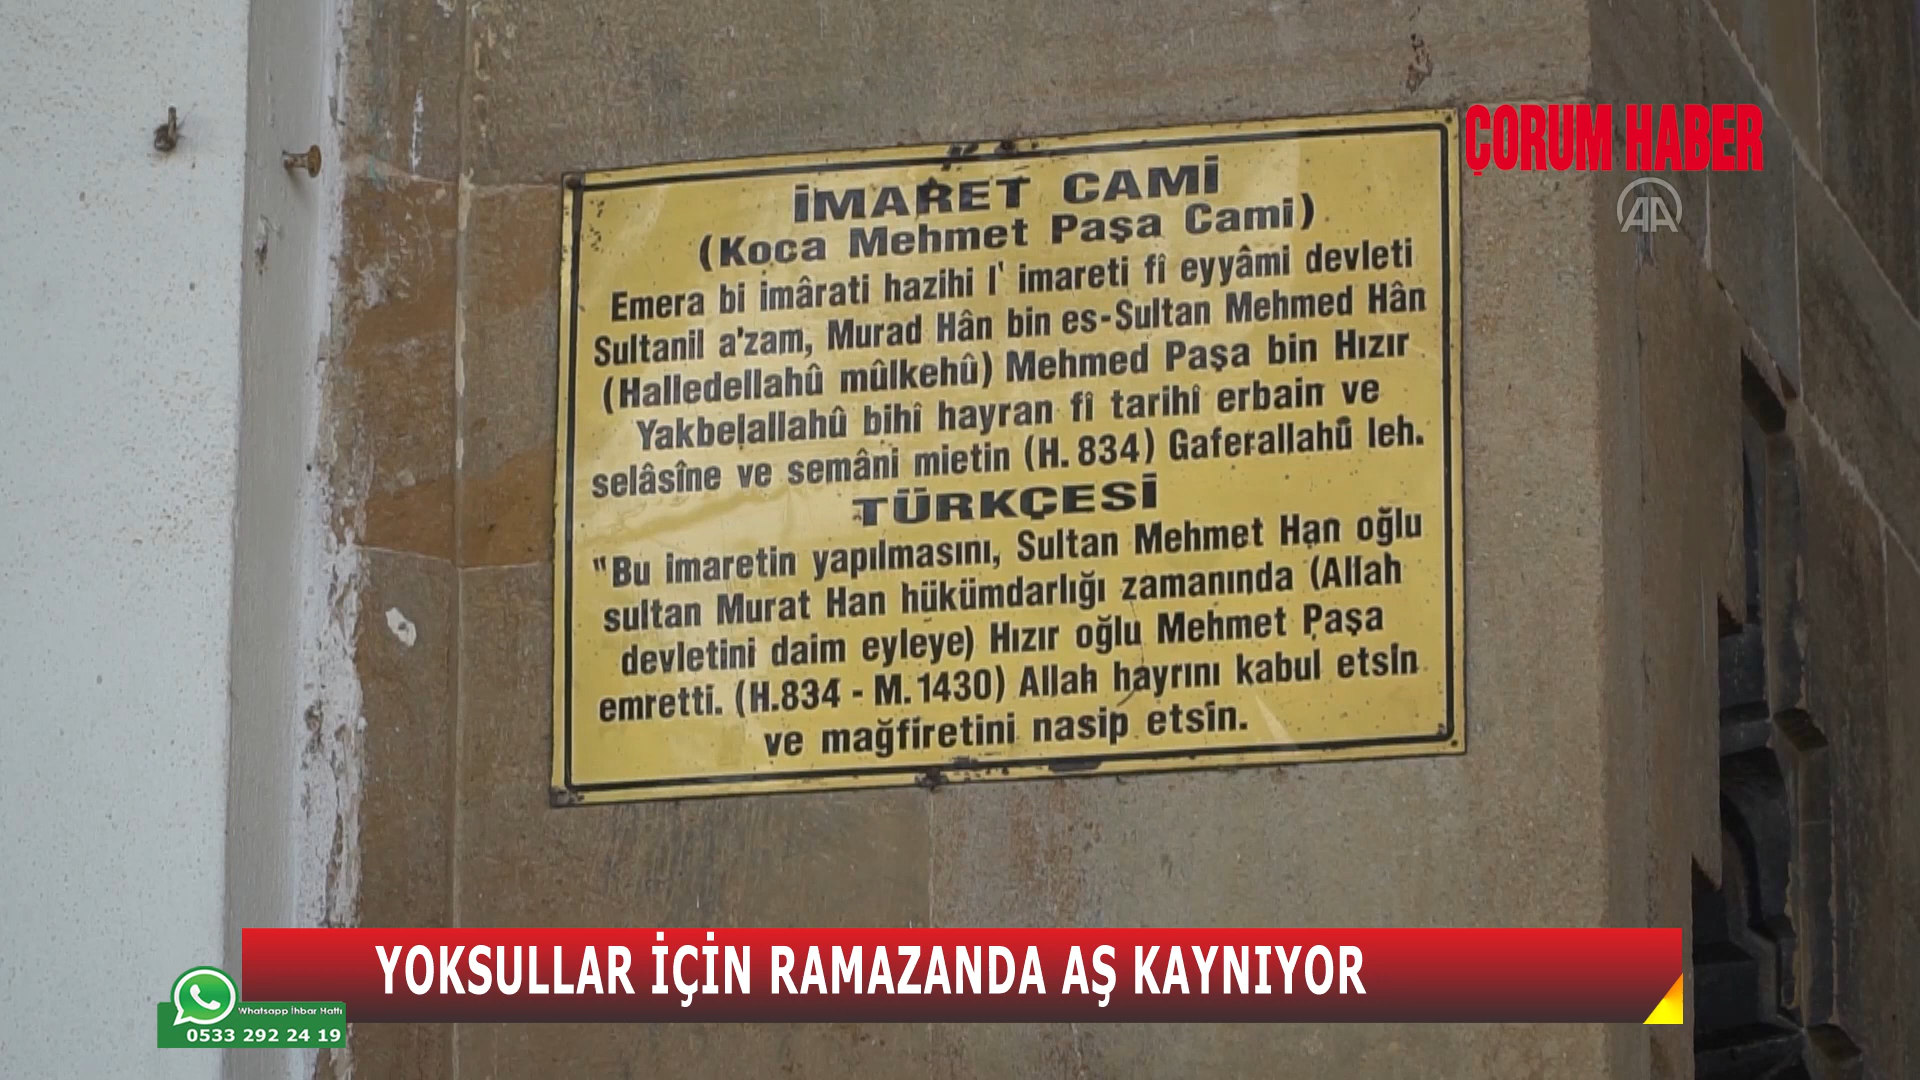 ÇORUM HABER
AA
İMARET CAMİ
(Koca Mehmet Paşa Cami)
Emera bi imârati hazihi l' imareti fî eyyâmi devleti
Sultanil a'zam, Murad Hân bin es-Sultan Mehmed Hân
(Halledellahû mûlkehû) Mehmed Paşa bin Hızır
Yakbelallahû bihî hayran fî tarihî erbain ve
selâsîne ve semâni mietin (H. 834) Gaferallahû leh.
TÜRKÇESİ
"Bu imaretin yapılmasını, Sultan Mehmet Han oğlu
sultan Murat Han hükümdarlığı zamanında (Allah
devletini daim eyleye) Hızır oğlu Mehmet Paşa
emretti. (H.834 - M.1430) Allah hayrını kabul etsin
ve mağfiretini nasip etsin.
YOKSULLAR İÇİN RAMAZANDA AŞ KAYNIYOR
Whatsapp İhbar Hattı
0533 292 24 19